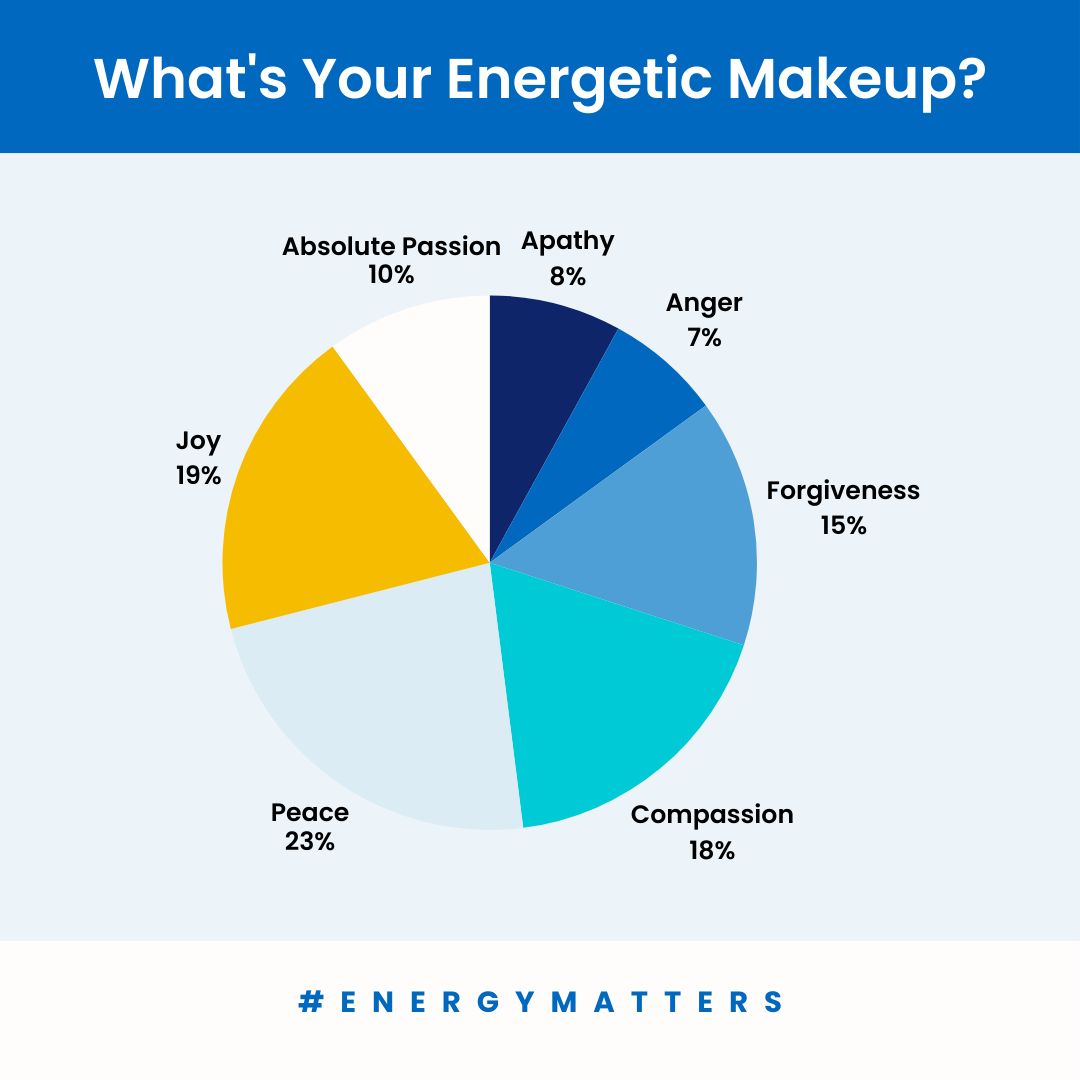 What's Your Energetic Makeup?
Absolute Passion
10%
Apathy
8%
Anger
7%
Joy
19%
Forgiveness
15%
Peace
23%
Compassion
18%
#ENERGYMATTERS